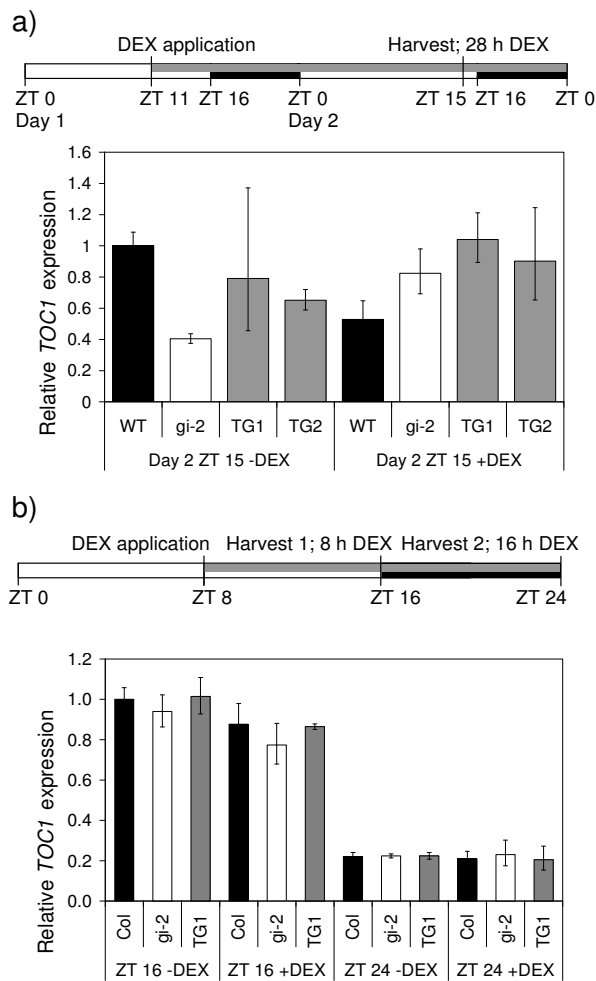 a)
DEX application Harvest; 28 h DEX
ZT 0 ZT 11 ZT 16 ZT 0 ZT 15 ZT 16 ZT 0
Day 1 Day 2
Relative TOC1 expression
1.6
1.4
1.2
1
0.8
0.6
0.4
0.2
0
WT gi-2 TG1 TG2 WT gi-2 TG1 TG2
Day 2 ZT 15 -DEX Day 2 ZT 15 +DEX
b)
DEX application Harvest 1; 8 h DEX Harvest 2; 16 h DEX
ZT 0 ZT 8 ZT 16 ZT 24
Relative TOC1 expression
1.2
1.0
0.8
0.6
0.4
0.2
0.0
Col gi-2 TG1 Col gi-2 TG1 Col gi-2 TG1 Col gi-2 TG1
ZT 16 -DEX ZT 16 +DEX ZT 24 -DEX ZT 24 +DEX